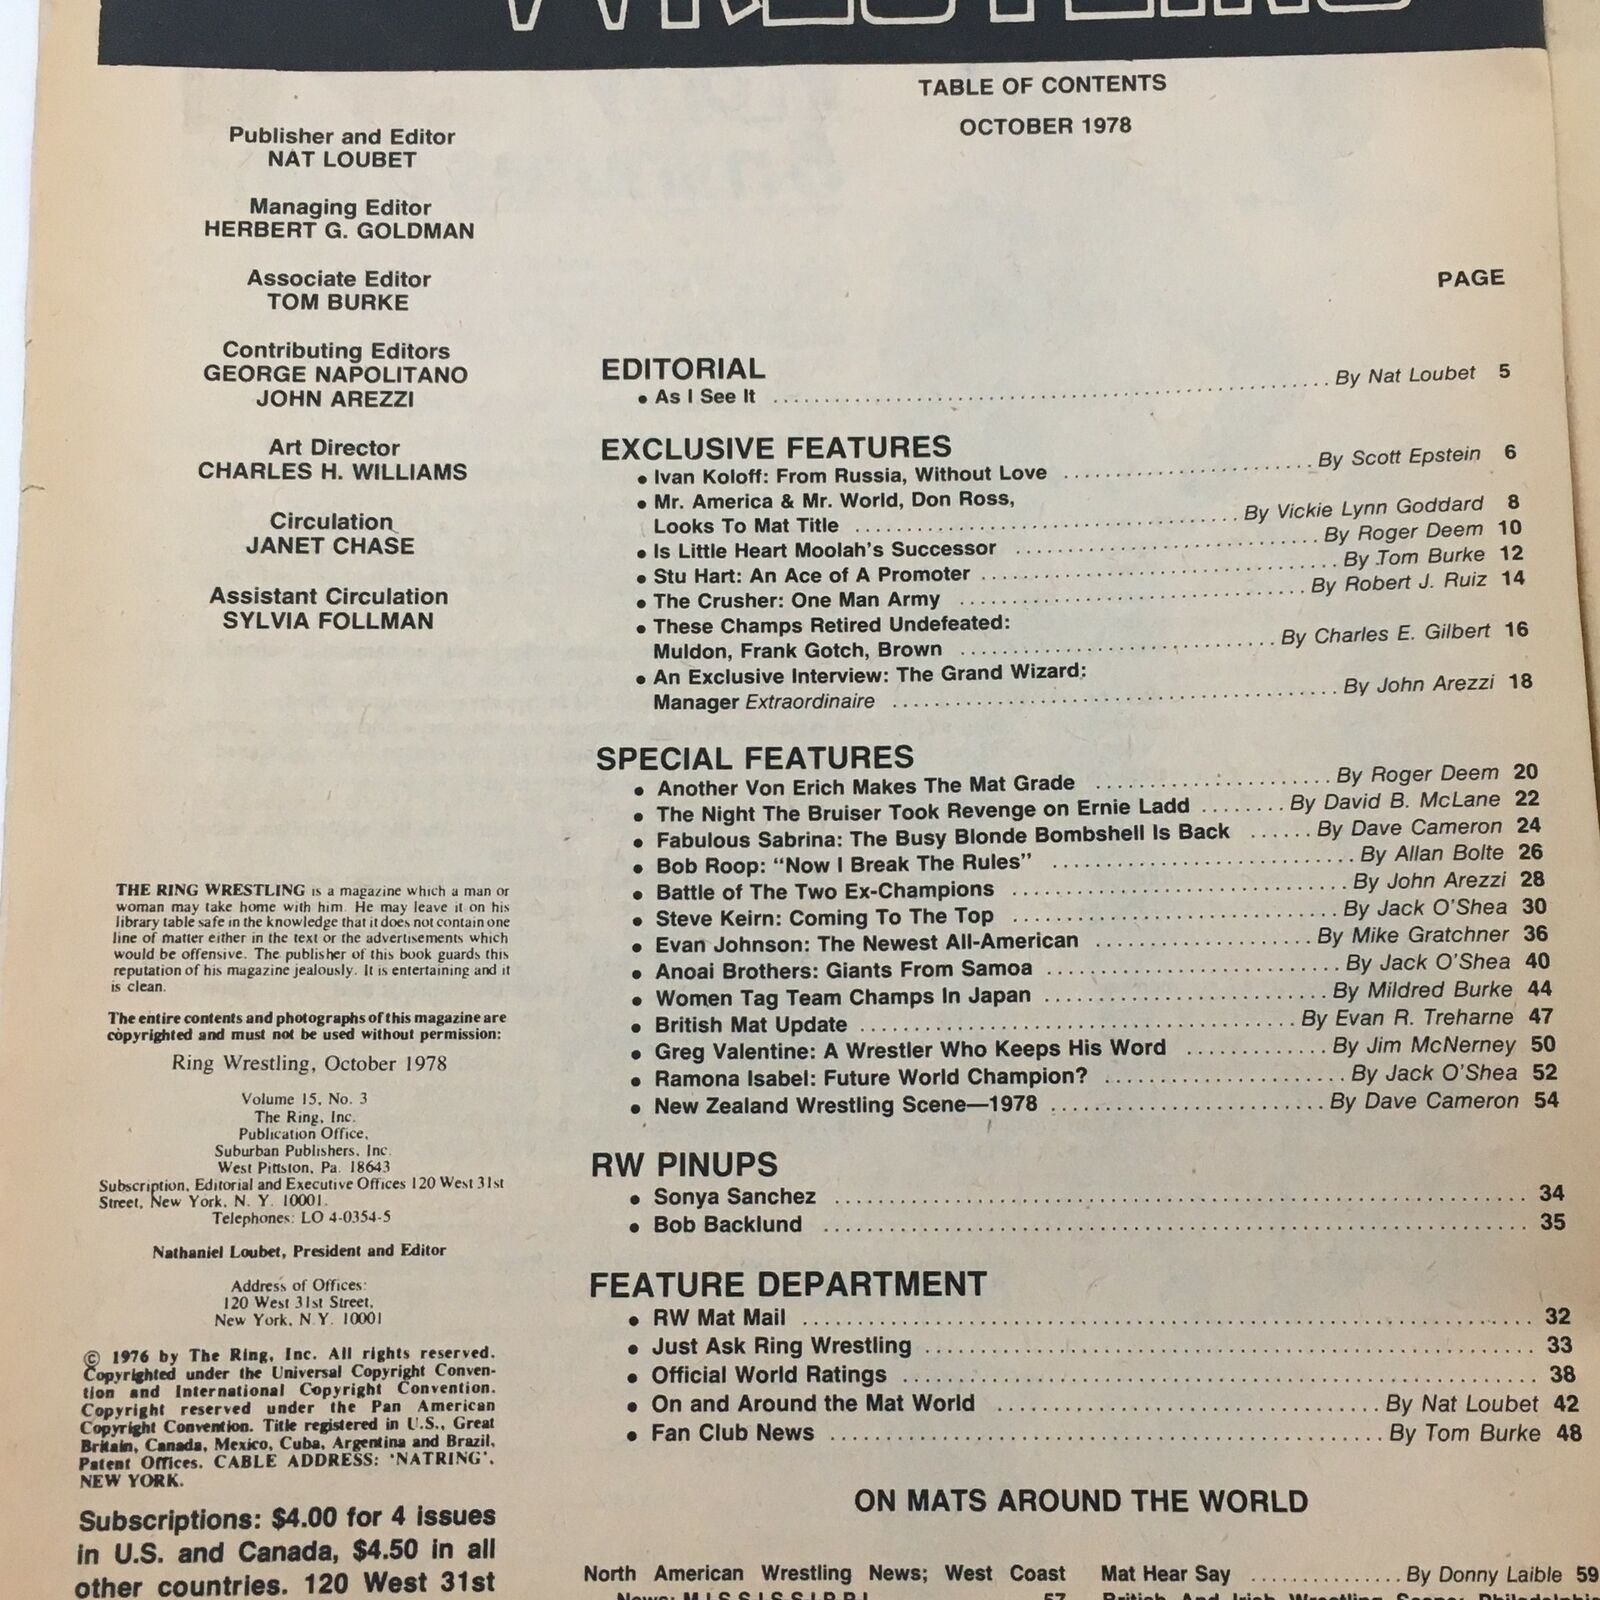 WRESTLING
TABLE OF CONTENTS
OCTOBER 1978
Publisher and Editor
NAT LOUBET
Managing Editor
HERBERT G. GOLDMAN
Associate Editor
TOM BURKE
Contributing Editors
GEORGE NAPOLITANO
JOHN AREZZI
Art Director
CHARLES H. WILLIAMS
Circulation
JANET CHASE
Assistant Circulation
SYLVIA FOLLMAN
THE RING WRESTLING is a magazine which a man or
woman may take home with him. He may leave it on his
library table safe in the knowledge that it does not contain one
line of matter either in the text or the advertisements which
would be offensive. The publisher of this book guards this
reputation of his magazine jealously. It is entertaining and it
is clean.
The entire contents and photographs of this magazine are
copyrighted and must not be used without permission:
Ring Wrestling, October 1978
Volume 15, No. 3
The Ring, Inc.
Publication Office,
Suburban Publishers, Inc.
West Pittston, Pa. 18643
Subscription, Editorial and Executive Offices 120 West 31st
Street, New York, N. Y. 10001.
Telephones: LO 4-0354-5
Nathaniel Loubet, President and Editor
Address of Offices:
120 West 31st Street,
New York, N.Y. 10001
© 1976 by The Ring, Inc. All rights reserved.
Copyrighted under the Universal Copyright Conven-
tion and International Copyright Convention.
Copyright reserved under the Pan American
Copyright Convention. Title registered in U.S., Great
Britain, Canada, Mexico, Cuba, Argentina and Brazil,
Patent Offices. CABLE ADDRESS: 'NATRING',
NEW YORK.
Subscriptions: $4.00 for 4 issues
in U.S. and Canada, $4.50 in all
other countries. 120 West 31st
PAGE
EDITORIAL
• As I See It ........ By Nat Loubet 5
EXCLUSIVE FEATURES
• Ivan Koloff: From Russia, Without Love ........ By Scott Epstein 6
• Mr. America & Mr. World, Don Ross,
Looks To Mat Title ........ By Vickie Lynn Goddard 8
• Is Little Heart Moolah's Successor ........ By Roger Deem 10
• Stu Hart: An Ace of A Promoter ........ By Tom Burke 12
• The Crusher: One Man Army ........ By Robert J. Ruiz 14
• These Champs Retired Undefeated:
Muldon, Frank Gotch, Brown ........ By Charles E. Gilbert 16
• An Exclusive Interview: The Grand Wizard:
Manager Extraordinaire ........ By John Arezzi 18
SPECIAL FEATURES
• Another Von Erich Makes The Mat Grade ........ By Roger Deem 20
• The Night The Bruiser Took Revenge on Ernie Ladd ........ By David B. McLane 22
• Fabulous Sabrina: The Busy Blonde Bombshell Is Back ...... By Dave Cameron 24
• Bob Roop: "Now I Break The Rules" ........ By Allan Bolte 26
• Battle of The Two Ex-Champions ........ By John Arezzi 28
• Steve Keirn: Coming To The Top ........ By Jack O'Shea 30
• Evan Johnson: The Newest All-American ........ By Mike Gratchner 36
• Anoai Brothers: Giants From Samoa ........ By Jack O'Shea 40
• Women Tag Team Champs In Japan ........ By Mildred Burke 44
• British Mat Update ........ By Evan R. Treharne 47
• Greg Valentine: A Wrestler Who Keeps His Word ........ By Jim McNerney 50
• Ramona Isabel: Future World Champion? ........ By Jack O'Shea 52
• New Zealand Wrestling Scene—1978 ........ By Dave Cameron 54
RW PINUPS
• Sonya Sanchez ........ 34
• Bob Backlund ........ 35
FEATURE DEPARTMENT
• RW Mat Mail ........ 32
• Just Ask Ring Wrestling ........ 33
• Official World Ratings ........ 38
• On and Around the Mat World ........ By Nat Loubet 42
• Fan Club News ........ By Tom Burke 48
ON MATS AROUND THE WORLD
North American Wrestling News; West Coast
News; M I S S I S S I P P I ........ 57
Mat Hear Say ........ By Donny Laible 59
British And Irish Wrestling Scene; Philadelphia